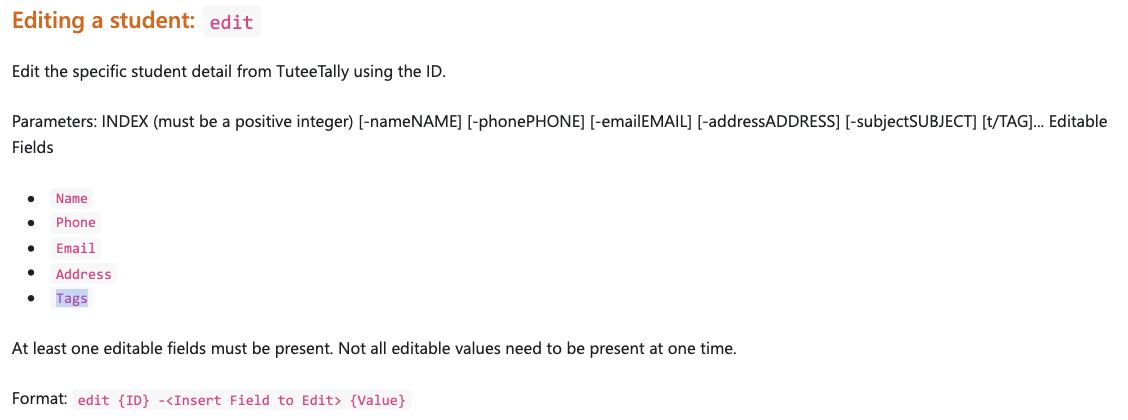 Editing a student: edit
Edit the specific student detail from TuteeTally using the ID.
Parameters: INDEX (must be a positive integer) [-nameNAME] [-phonePHONE] [-emailEMAIL] [-addressADDRESS] [-subjectSUBJECT] [t/TAG]... Editable
Fields
Name
Phone
Email
Address
Tags
At least one editable fields must be present. Not all editable values need to be present at one time.
Format: edit {ID} -<Insert Field to Edit> {Value}